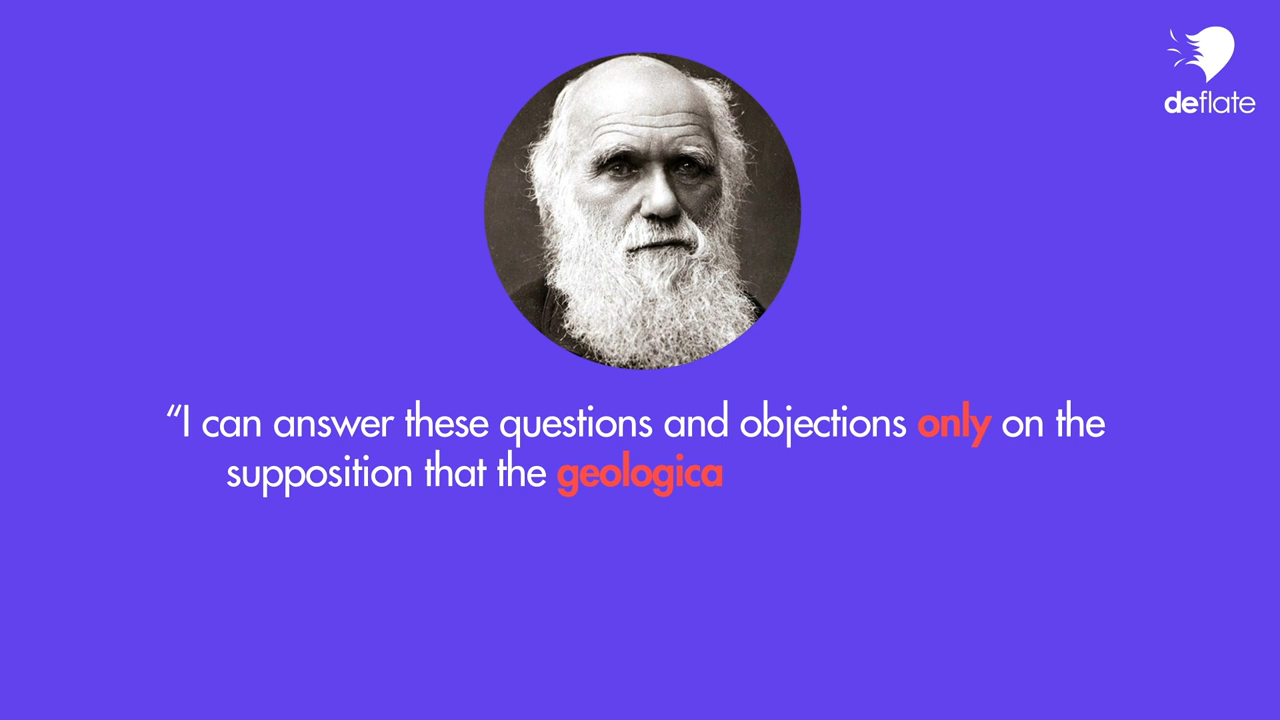 deflate
“I can answer these questions and objections only on the
supposition that the geologica